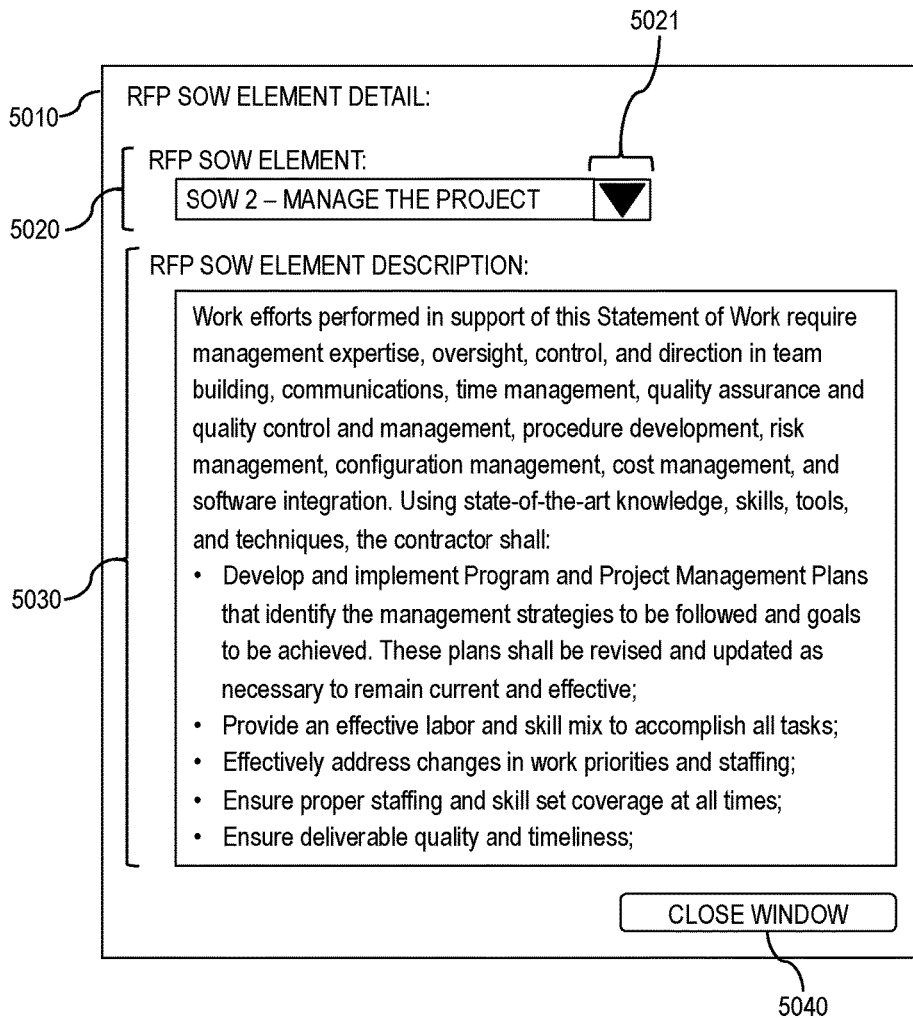 5021
5010
RFP SOW ELEMENT DETAIL:
RFP SOW ELEMENT:
SOW 2 – MANAGE THE PROJECT
5020
RFP SOW ELEMENT DESCRIPTION:
Work efforts performed in support of this Statement of Work require
management expertise, oversight, control, and direction in team
building, communications, time management, quality assurance and
quality control and management, procedure development, risk
management, configuration management, cost management, and
software integration. Using state-of-the-art knowledge, skills, tools,
and techniques, the contractor shall:
• Develop and implement Program and Project Management Plans
5030
that identify the management strategies to be followed and goals
to be achieved. These plans shall be revised and updated as
necessary to remain current and effective;
• Provide an effective labor and skill mix to accomplish all tasks;
• Effectively address changes in work priorities and staffing;
• Ensure proper staffing and skill set coverage at all times;
• Ensure deliverable quality and timeliness;
CLOSE WINDOW
5040